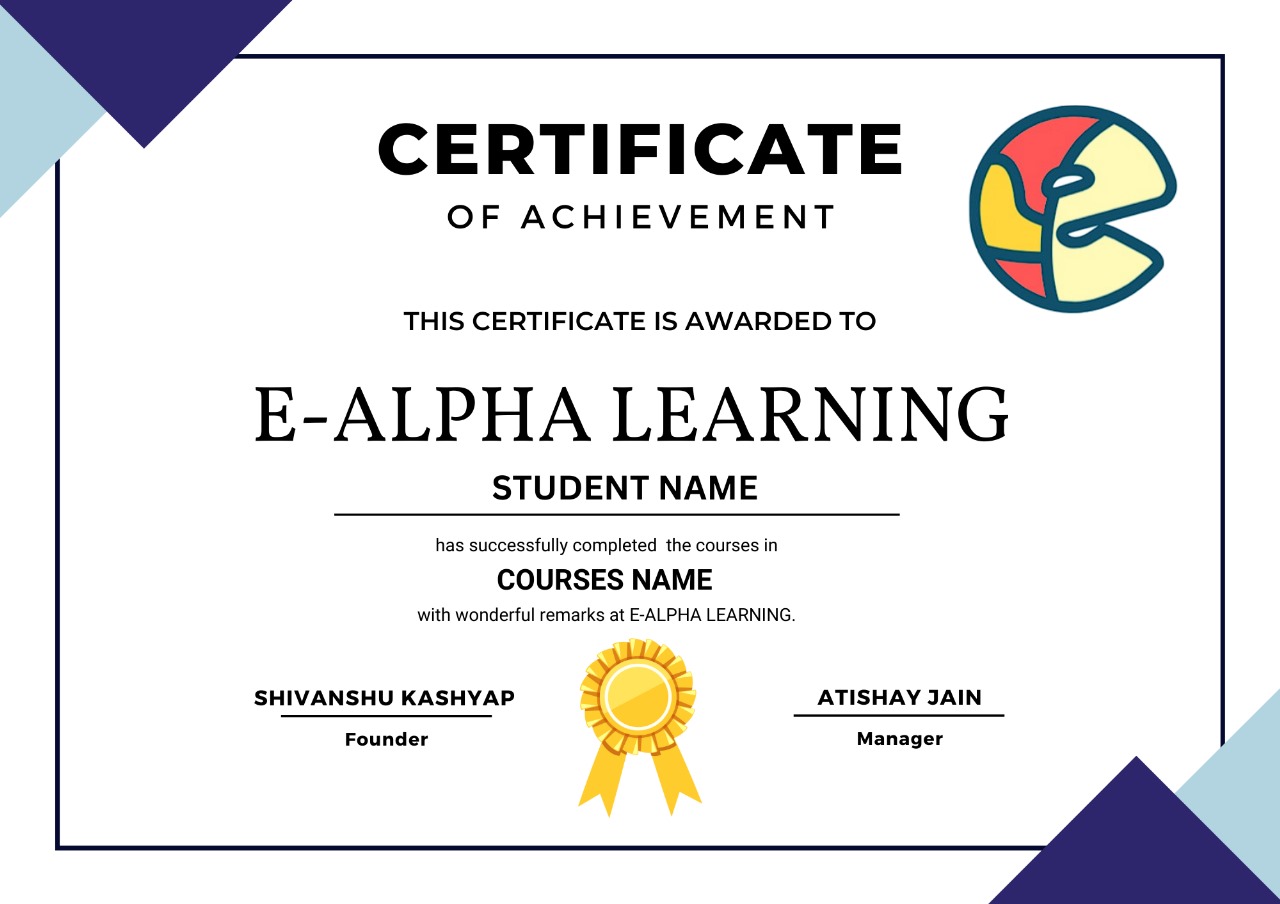 CERTIFICATE
OF ACHIEVEMENT
THIS CERTIFICATE IS AWARDED TO
E-ALPHA LEARNING
STUDENT NAME
has successfully completed  the courses in
COURSES NAME
with wonderful remarks at E-ALPHA LEARNING.
SHIVANSHU KASHYAP
Founder
ATISHAY JAIN
Manager